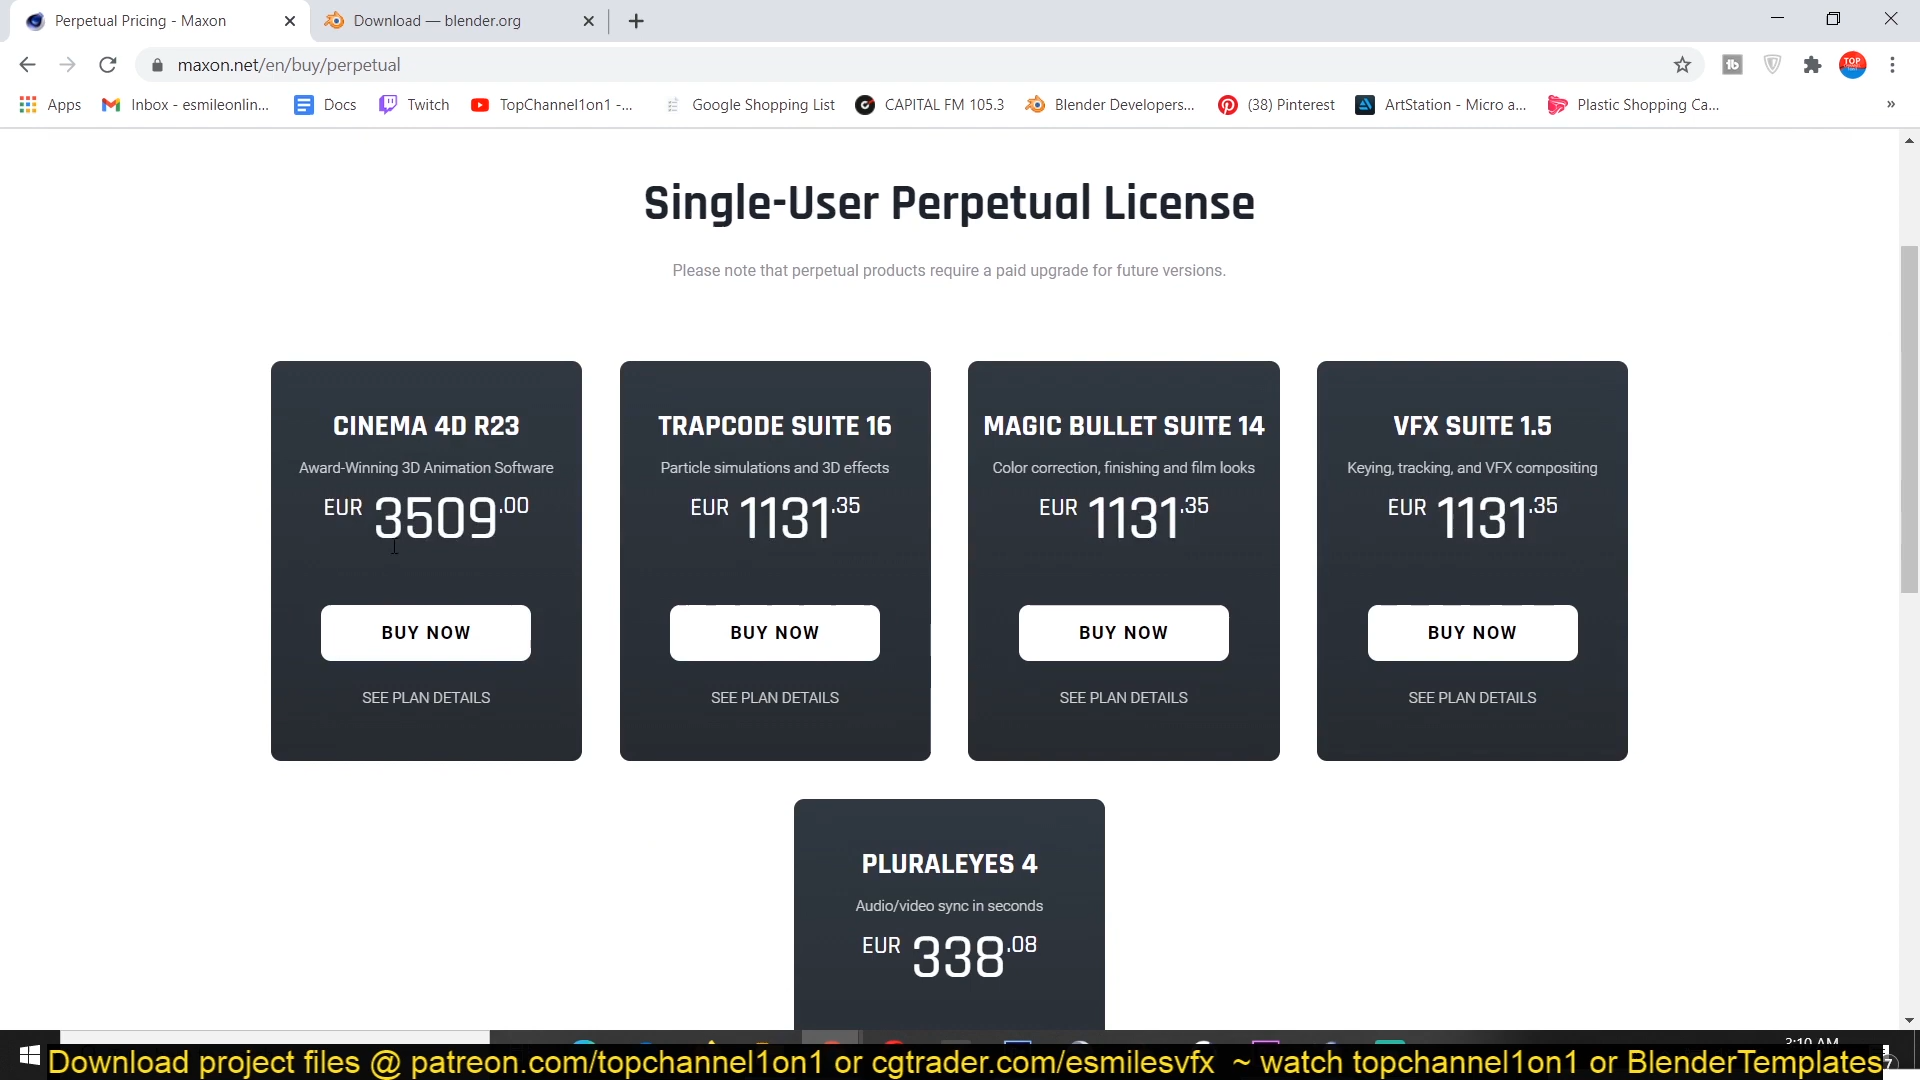 Perpetual Pricing - Maxon
Download — blender.org
maxon.net/en/buy/perpetual
Apps
Inbox - esmileonlin...
Docs
Twitch
TopChannel1on1 -...
Google Shopping List
CAPITAL FM 105.3
Blender Developers...
(38) Pinterest
ArtStation - Micro a...
Plastic Shopping Ca...
Single-User Perpetual License
Please note that perpetual products require a paid upgrade for future versions.
CINEMA 4D R23
Award-Winning 3D Animation Software
EUR 3509.00
BUY NOW
SEE PLAN DETAILS
TRAPCODE SUITE 16
Particle simulations and 3D effects
EUR 1131.35
BUY NOW
SEE PLAN DETAILS
MAGIC BULLET SUITE 14
Color correction, finishing and film looks
EUR 1131.35
BUY NOW
SEE PLAN DETAILS
VFX SUITE 1.5
Keying, tracking, and VFX compositing
EUR 1131.35
BUY NOW
SEE PLAN DETAILS
PLURALEYES 4
Audio/video sync in seconds
EUR 338.08
3:10 AM
Download project files @ patreon.com/topchannel1on1 or cgtrader.com/esmilesvfx ~ watch topchannel1on1 or BlenderTemplates